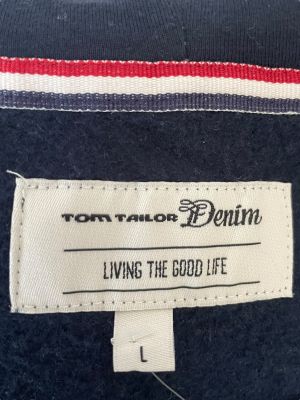 TOM TAILOR Denim
LIVING THE GOOD LIFE
L